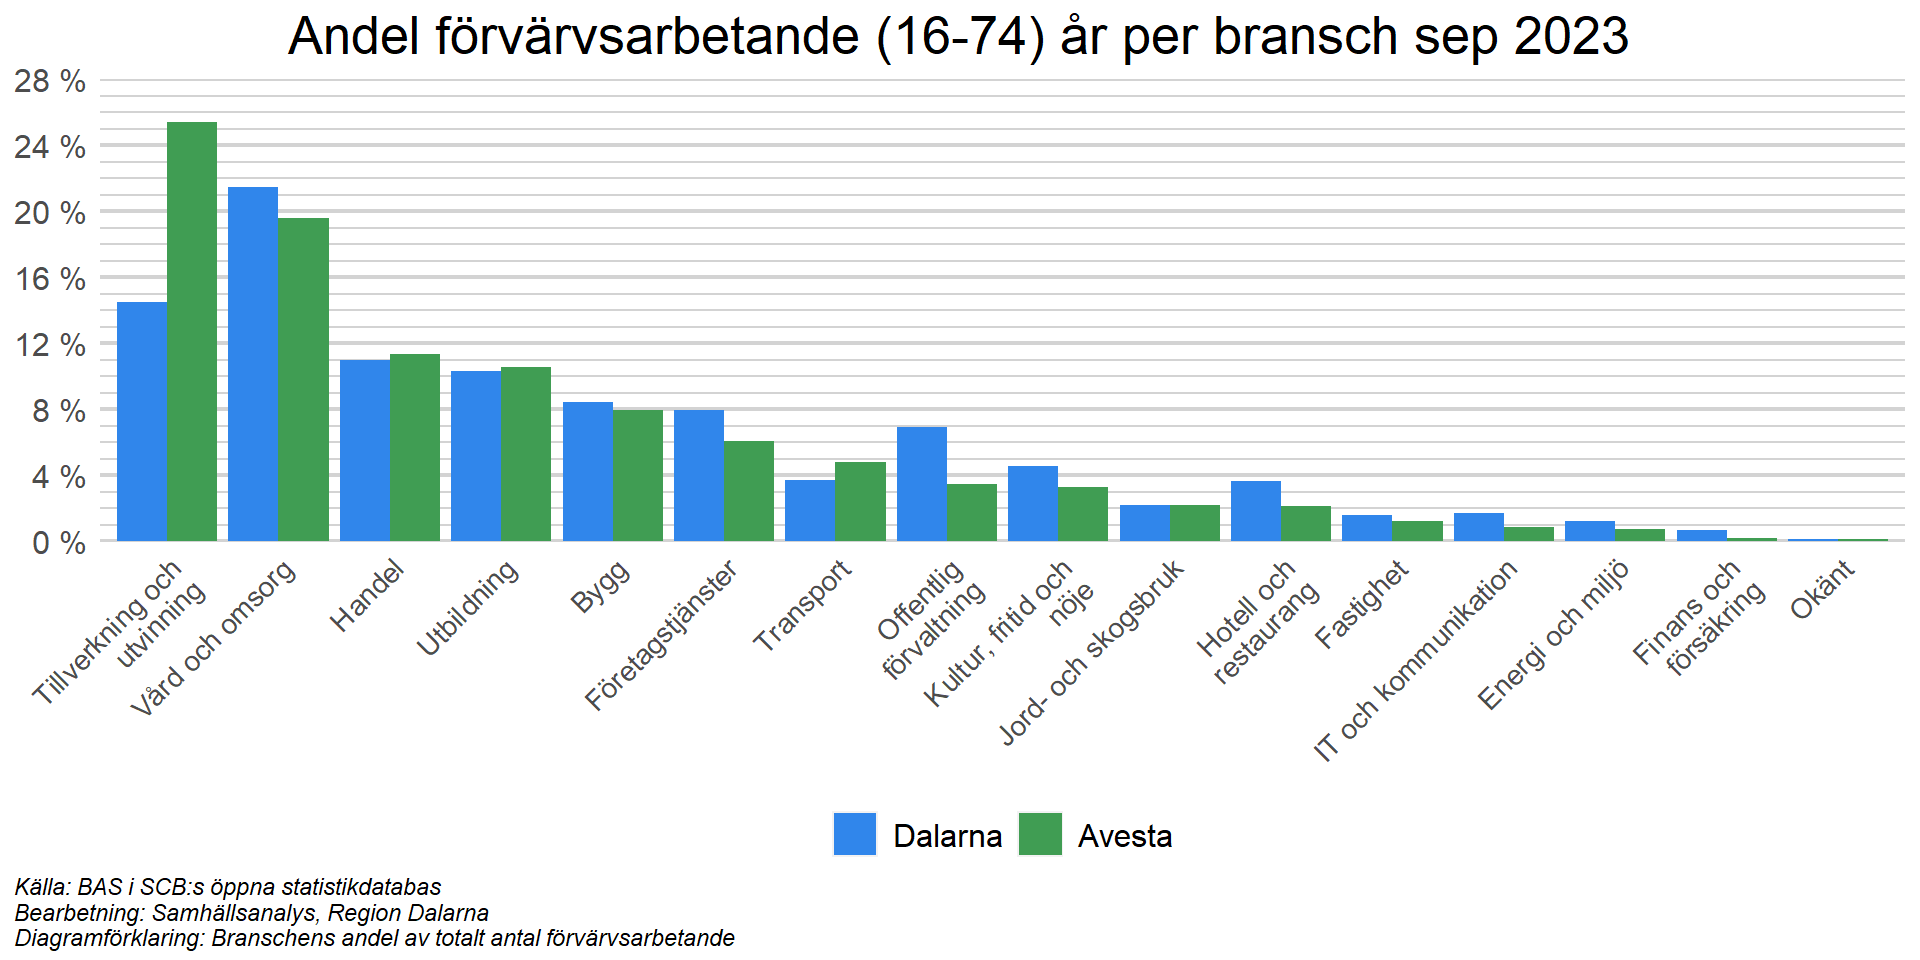 Andel förvärvsarbetande (16-74) år per bransch sep 2023
28 %
24 %
20 %
16 %
12 %
8 %
4 %
0 %
Tillverkning och
utvinning
Vård och omsorg
Handel
Utbildning
Bygg
Företagstjänster
Transport
Offentlig
förvaltning
Kultur, fritid och
nöje
Jord- och skogsbruk
Hotell och
restaurang
Fastighet
IT och kommunikation
Energi och miljö
Finans och
försäkring
Okänt
Dalarna
Avesta
Källa: BAS i SCB:s öppna statistikdatabas
Bearbetning: Samhällsanalys, Region Dalarna
Diagramförklaring: Branschens andel av totalt antal förvärvsarbetande